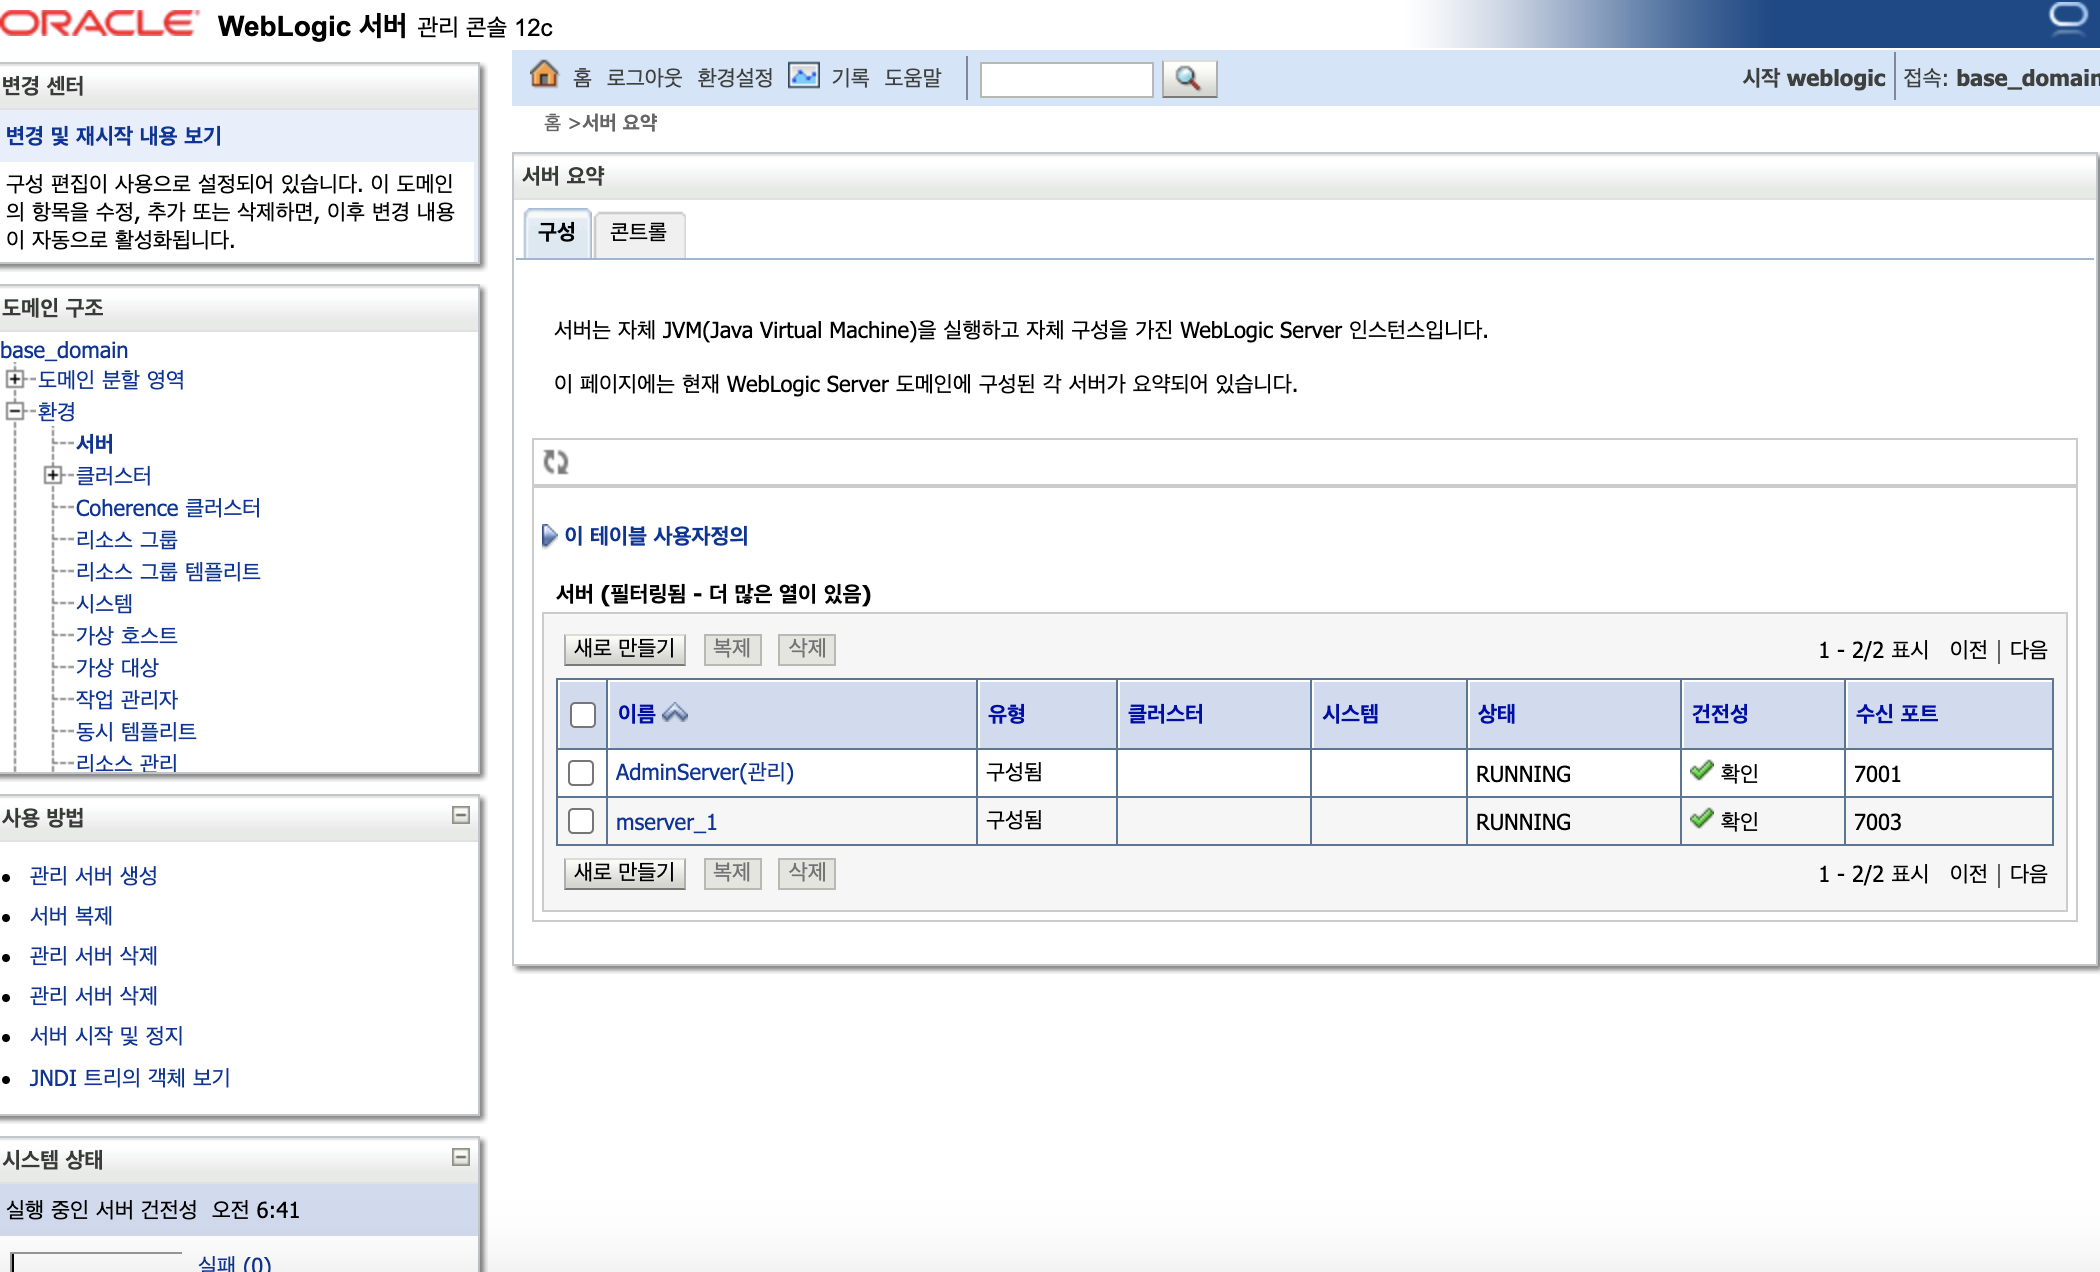 ORACLE WebLogic 서버 관리 콘솔 12c
변경 센터
변경 및 재시작 내용 보기
구성 편집이 사용으로 설정되어 있습니다. 이 도메인
의 항목을 수정, 추가 또는 삭제하면, 이후 변경 내용
이 자동으로 활성화됩니다.
도메인 구조
base_domain
도메인 분할 영역
환경
서버
클러스터
Coherence 클러스터
리소스 그룹
리소스 그룹 템플리트
시스템
가상 호스트
가상 대상
작업 관리자
동시 템플리트
리소스 관리
사용 방법
관리 서버 생성
서버 복제
관리 서버 삭제
관리 서버 삭제
서버 시작 및 정지
JNDI 트리의 객체 보기
시스템 상태
실행 중인 서버 건전성 오전 6:41
실패 (0)
홈 로그아웃 환경설정 기록 도움말
시작 weblogic 접속: base_domain
홈 >서버 요약
서버 요약
구성 콘트롤
서버는 자체 JVM(Java Virtual Machine)을 실행하고 자체 구성을 가진 WebLogic Server 인스턴스입니다.
이 페이지에는 현재 WebLogic Server 도메인에 구성된 각 서버가 요약되어 있습니다.
이 테이블 사용자정의
서버 (필터링됨 - 더 많은 열이 있음)
새로 만들기 복제 삭제 1 - 2/2 표시 이전 | 다음
이름 유형 클러스터 시스템 상태 건전성 수신 포트
AdminServer(관리) 구성됨 RUNNING 확인 7001
mserver_1 구성됨 RUNNING 확인 7003
새로 만들기 복제 삭제 1 - 2/2 표시 이전 | 다음